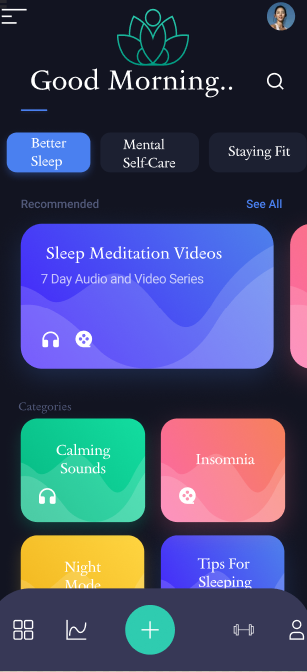 Good Morning..
Better
Sleep
Mental
Self-Care
Staying Fit
Recommended
See All
Sleep Meditation Videos
7 Day Audio and Video Series
Categories
Calming
Sounds
Insomnia
Night
Mode
Tips For
Sleeping